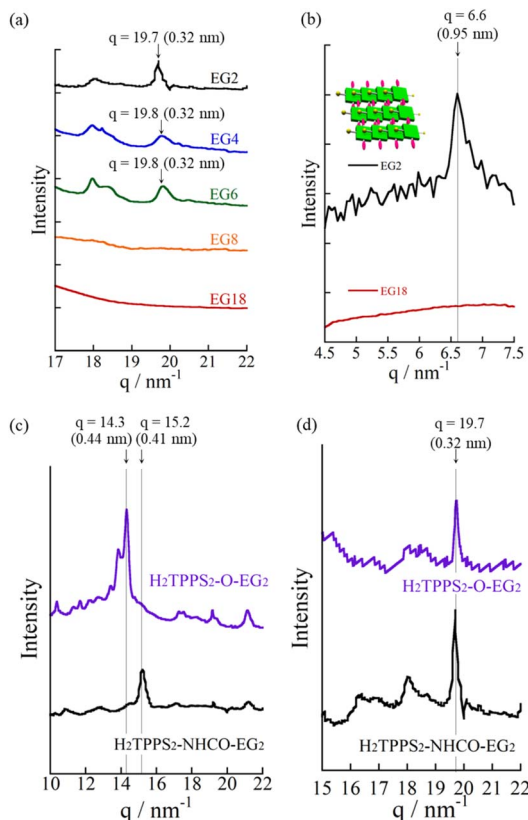 (a)
q = 19.7 (0.32 nm)
EG2
q = 19.8 (0.32 nm)
EG4
q = 19.8 (0.32 nm)
EG6
EG8
EG18
Intensity
17 18 19 20 21 22
q / nm⁻¹
(b)
q = 6.6
(0.95 nm)
EG2
EG18
Intensity
4.5 5 5.5 6 6.5 7 7.5
q / nm⁻¹
(c)
q = 14.3 q = 15.2
(0.44 nm) (0.41 nm)
H₂TPPS₂-O-EG₂
H₂TPPS₂-NHCO-EG₂
Intensity
10 12 14 16 18 20 22
q / nm⁻¹
(d)
q = 19.7
(0.32 nm)
H₂TPPS₂-O-EG₂
H₂TPPS₂-NHCO-EG₂
Intensity
15 16 17 18 19 20 21 22
q / nm⁻¹